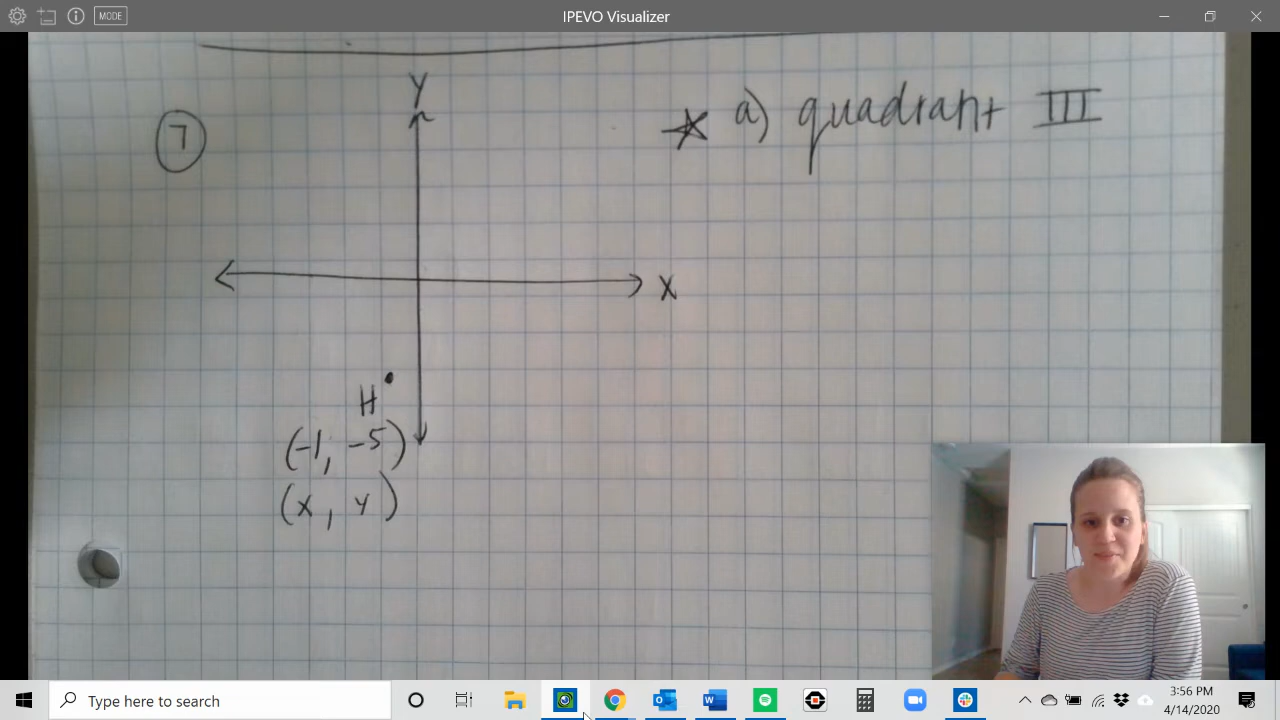 MODE
IPEVO Visualizer
y
7
a) quadrant III
x
H
(-1, -5)
(x, y)
Type here to search
3:56 PM
4/14/2020